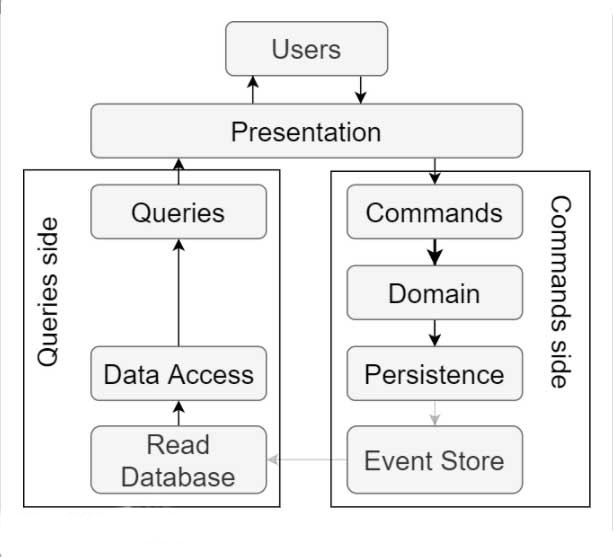 Users
Presentation
Queries side
Queries
Data Access
Read
Database
Commands
Domain
Persistence
Event Store
Commands side